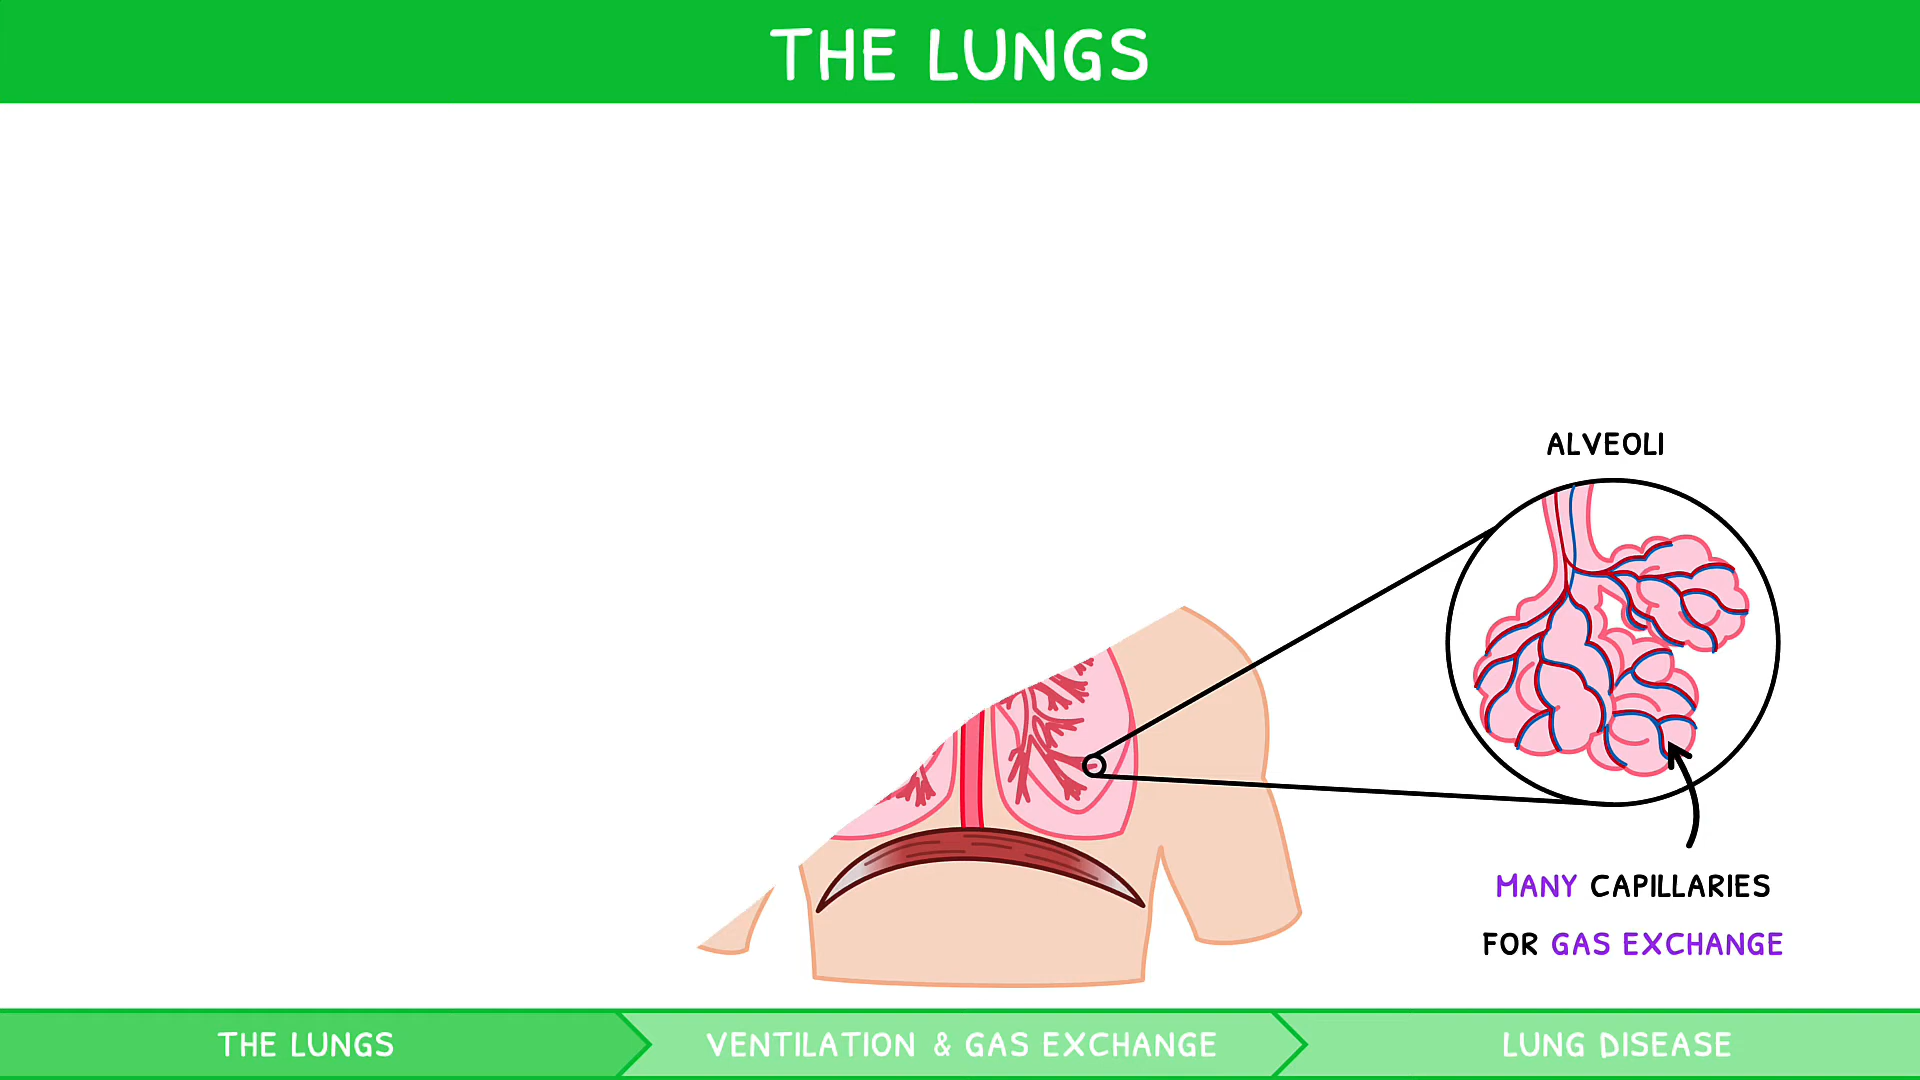 THE LUNGS
ALVEOLI
MANY CAPILLARIES
FOR GAS EXCHANGE
THE LUNGS
VENTILATION & GAS EXCHANGE
LUNG DISEASE